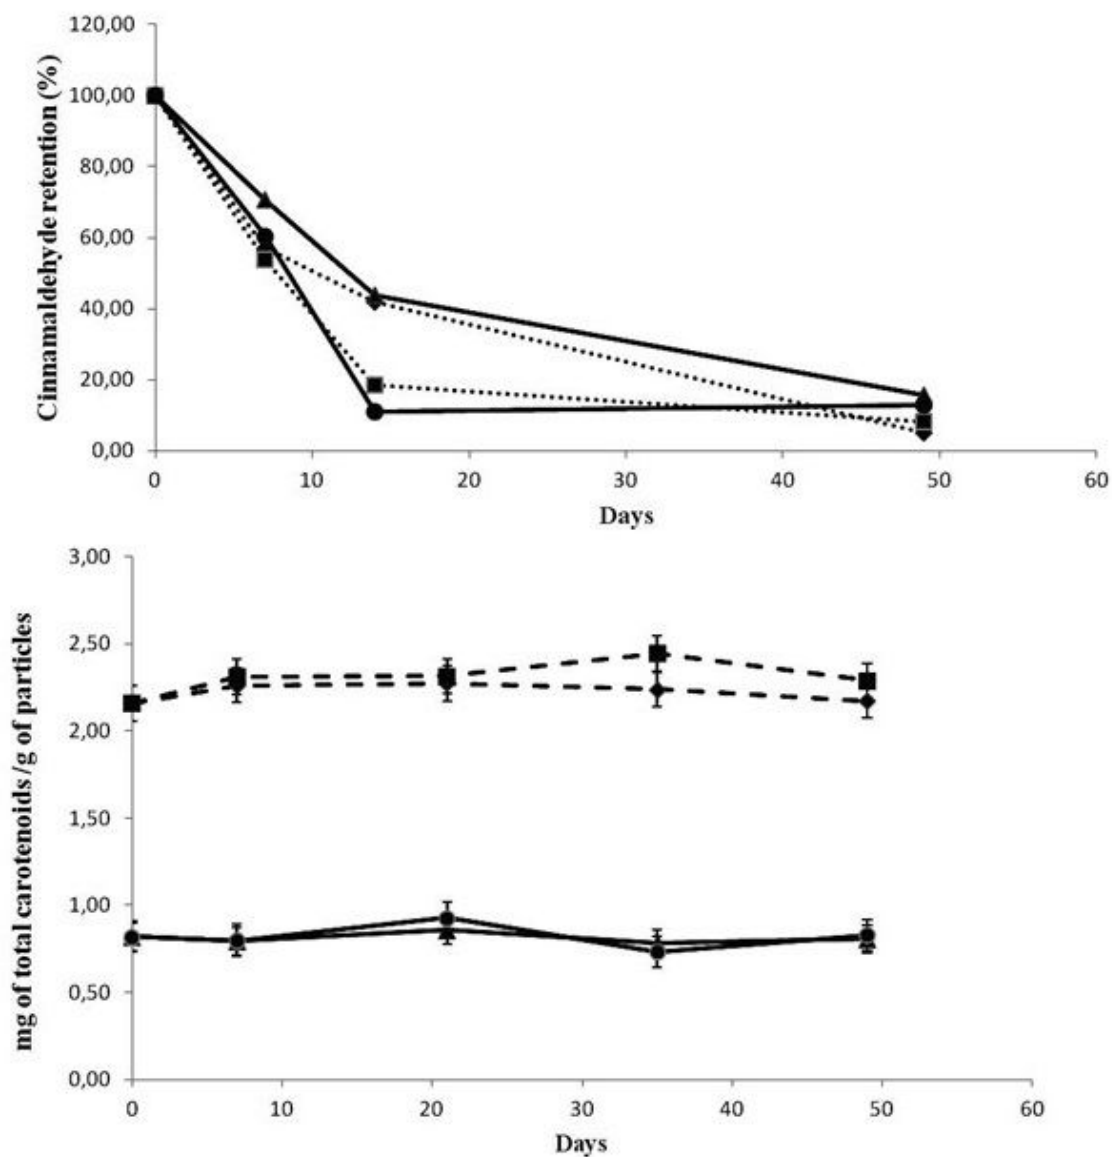 Cinnamaldehyde retention (%)
120,00
100,00
80,00
60,00
40,00
20,00
0,00
0 10 20 30 40 50 60
Days
mg of total carotenoids /g of particles
3,00
2,50
2,00
1,50
1,00
0,50
0,00
0 10 20 30 40 50 60
Days